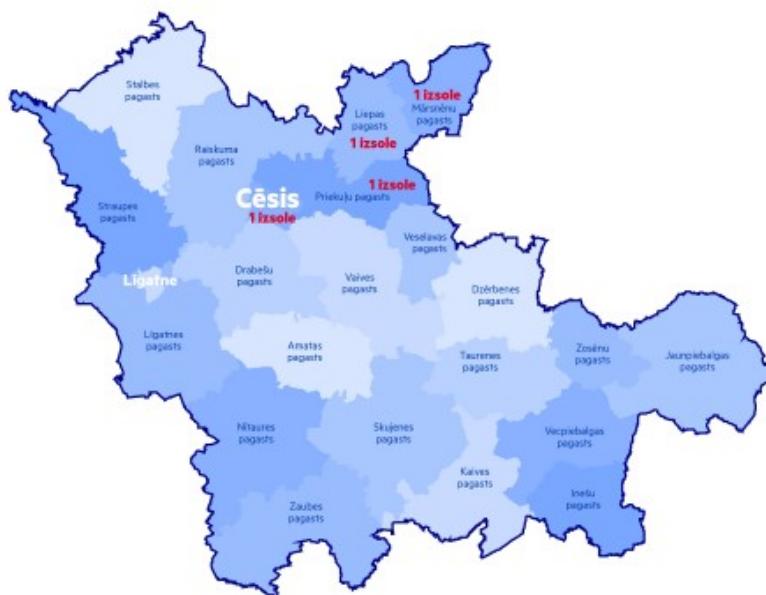 Stalbes
pagasts
1 izsole
Mārsnēnu
pagasts
Liepas
pagasts
1 izsole
Raiskuma
pagasts
1 izsole
Priekuļu pagasts
Cēsis
1 izsole
Straupes
pagasts
Veselavas
pagasts
Drabešu
pagasts
Vaives
pagasts
Līgatne
Dzērbenes
pagasts
Līgatnes
pagasts
Amatas
pagasts
Taurenes
pagasts
Zosēnu
pagasts
Jaunpiebalgas
pagasts
Nītaures
pagasts
Skujenes
pagasts
Vecpiebalgas
pagasts
Kaives
pagasts
Inešu
pagasts
Zaubes
pagasts